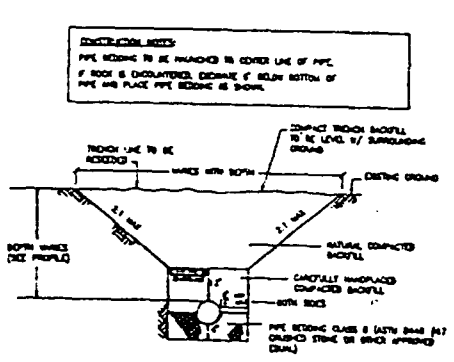 CONSTRUCTION NOTES:
PIPE BEDDING TO BE HAUNCHED TO CENTER LINE OF PIPE.
IF ROCK IS ENCOUNTERED, EXCAVATE 6" BELOW BOTTOM OF
PIPE AND PLACE PIPE BEDDING AS SHOWN.
COMPACT TRENCH BACKFILL
TO BE LEVEL W/ SURROUNDING
GROUND
TRENCH LINE TO BE
RESEEDED
VARIES WITH DEPTH
EXISTING GROUND
2:1 MAX
2:1 MAX
DEPTH VARIES
(SEE PROFILE)
NATURAL COMPACTED
BACKFILL
CAREFULLY HANDPLACED
COMPACTED BACKFILL
BOTH SIDES
PIPE BEDDING CLASS B (ASTM
CRUSHED STONE OR OTHER APPROVED
EQUAL)